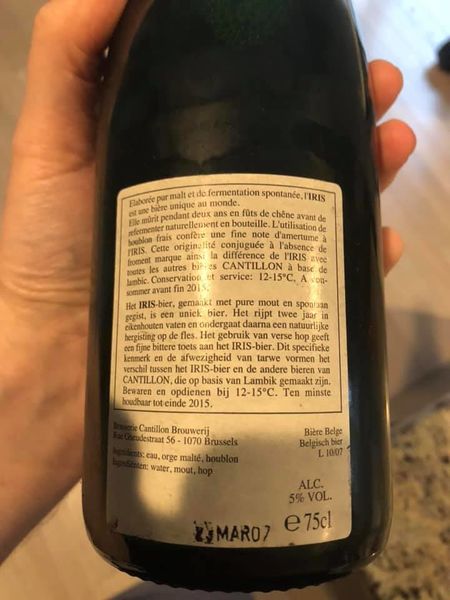 Elaborée pur malt et de fermentation spontanée, l'IRIS
est une bière unique au monde.
Elle mûrit pendant deux ans en fûts de chêne avant de
refermenter naturellement en bouteille. L'utilisation de
houblon frais confère une fine note d'amertume à
l'IRIS. Cette originalité conjuguée à l'absence de
froment marque ainsi la différence de l'IRIS avec
toutes les autres bières CANTILLON à base de
lambic. Conservation et service: 12-15°C. A con-
sommer avant fin 2015.
Het IRIS-bier, gemaakt met pure mout en spontaan
gegist, is een uniek bier. Het rijpt twee jaar in
eikenhouten vaten en ondergaat daarna een natuurlijke
hergisting op de fles. Het gebruik van verse hop geeft
een fijne bittere toets aan het IRIS-bier. Dit specifieke
kenmerk en de afwezigheid van tarwe vormen het
verschil tussen het IRIS-bier en de andere bieren van
CANTILLON, die op basis van Lambik gemaakt zijn.
Bewaren en opdienen bij 12-15°C. Ten minste
houdbaar tot einde 2015.
Brasserie Cantillon Brouwerij
Rue Gheudestraat 56 - 1070 Brussels
Bière Belge
Belgisch bier
L 10/07
Ingrédients: eau, orge malté, houblon
Ingrediënten: water, mout, hop
ALC.
5% VOL.
e 75cl
MAR07